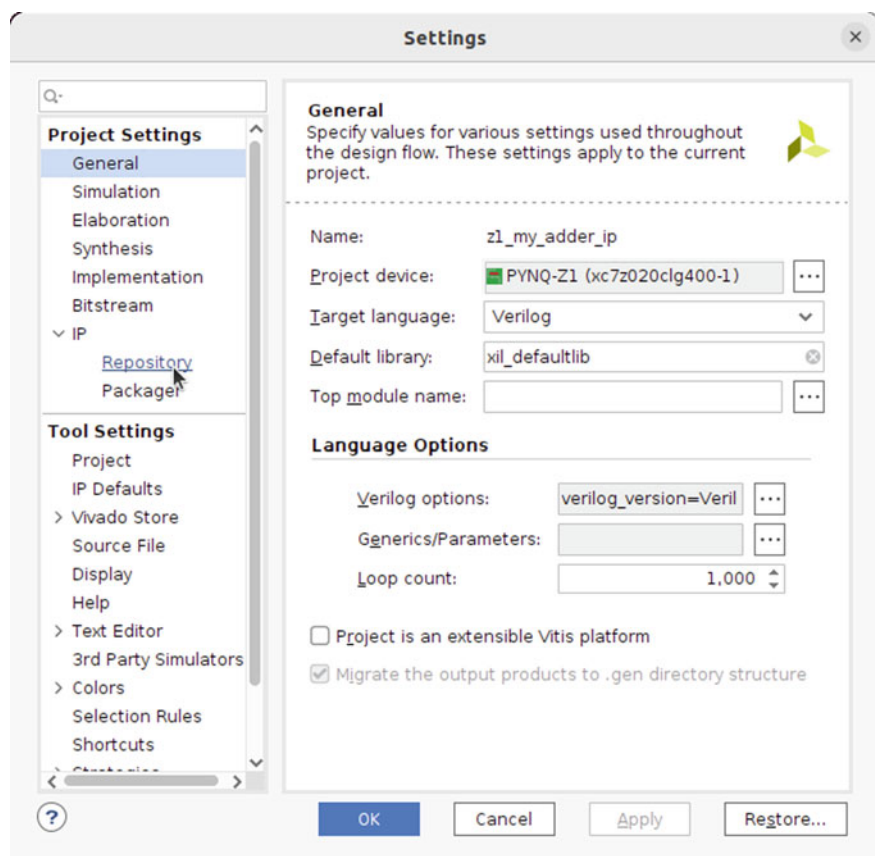 Settings
Project Settings
General
Simulation
Elaboration
Synthesis
Implementation
Bitstream
IP
Repository
Packager
Tool Settings
Project
IP Defaults
Vivado Store
Source File
Display
Help
Text Editor
3rd Party Simulators
Colors
Selection Rules
Shortcuts
General
Specify values for various settings used throughout
the design flow. These settings apply to the current
project.
Name: z1_my_adder_ip
Project device: PYNQ-Z1 (xc7z020clg400-1) ...
Target language: Verilog
Default library: xil_defaultlib
Top module name: ...
Language Options
Verilog options: verilog_version=Veril ...
Generics/Parameters: ...
Loop count: 1,000
Project is an extensible Vitis platform
Migrate the output products to .gen directory structure
? OK Cancel Apply Restore...